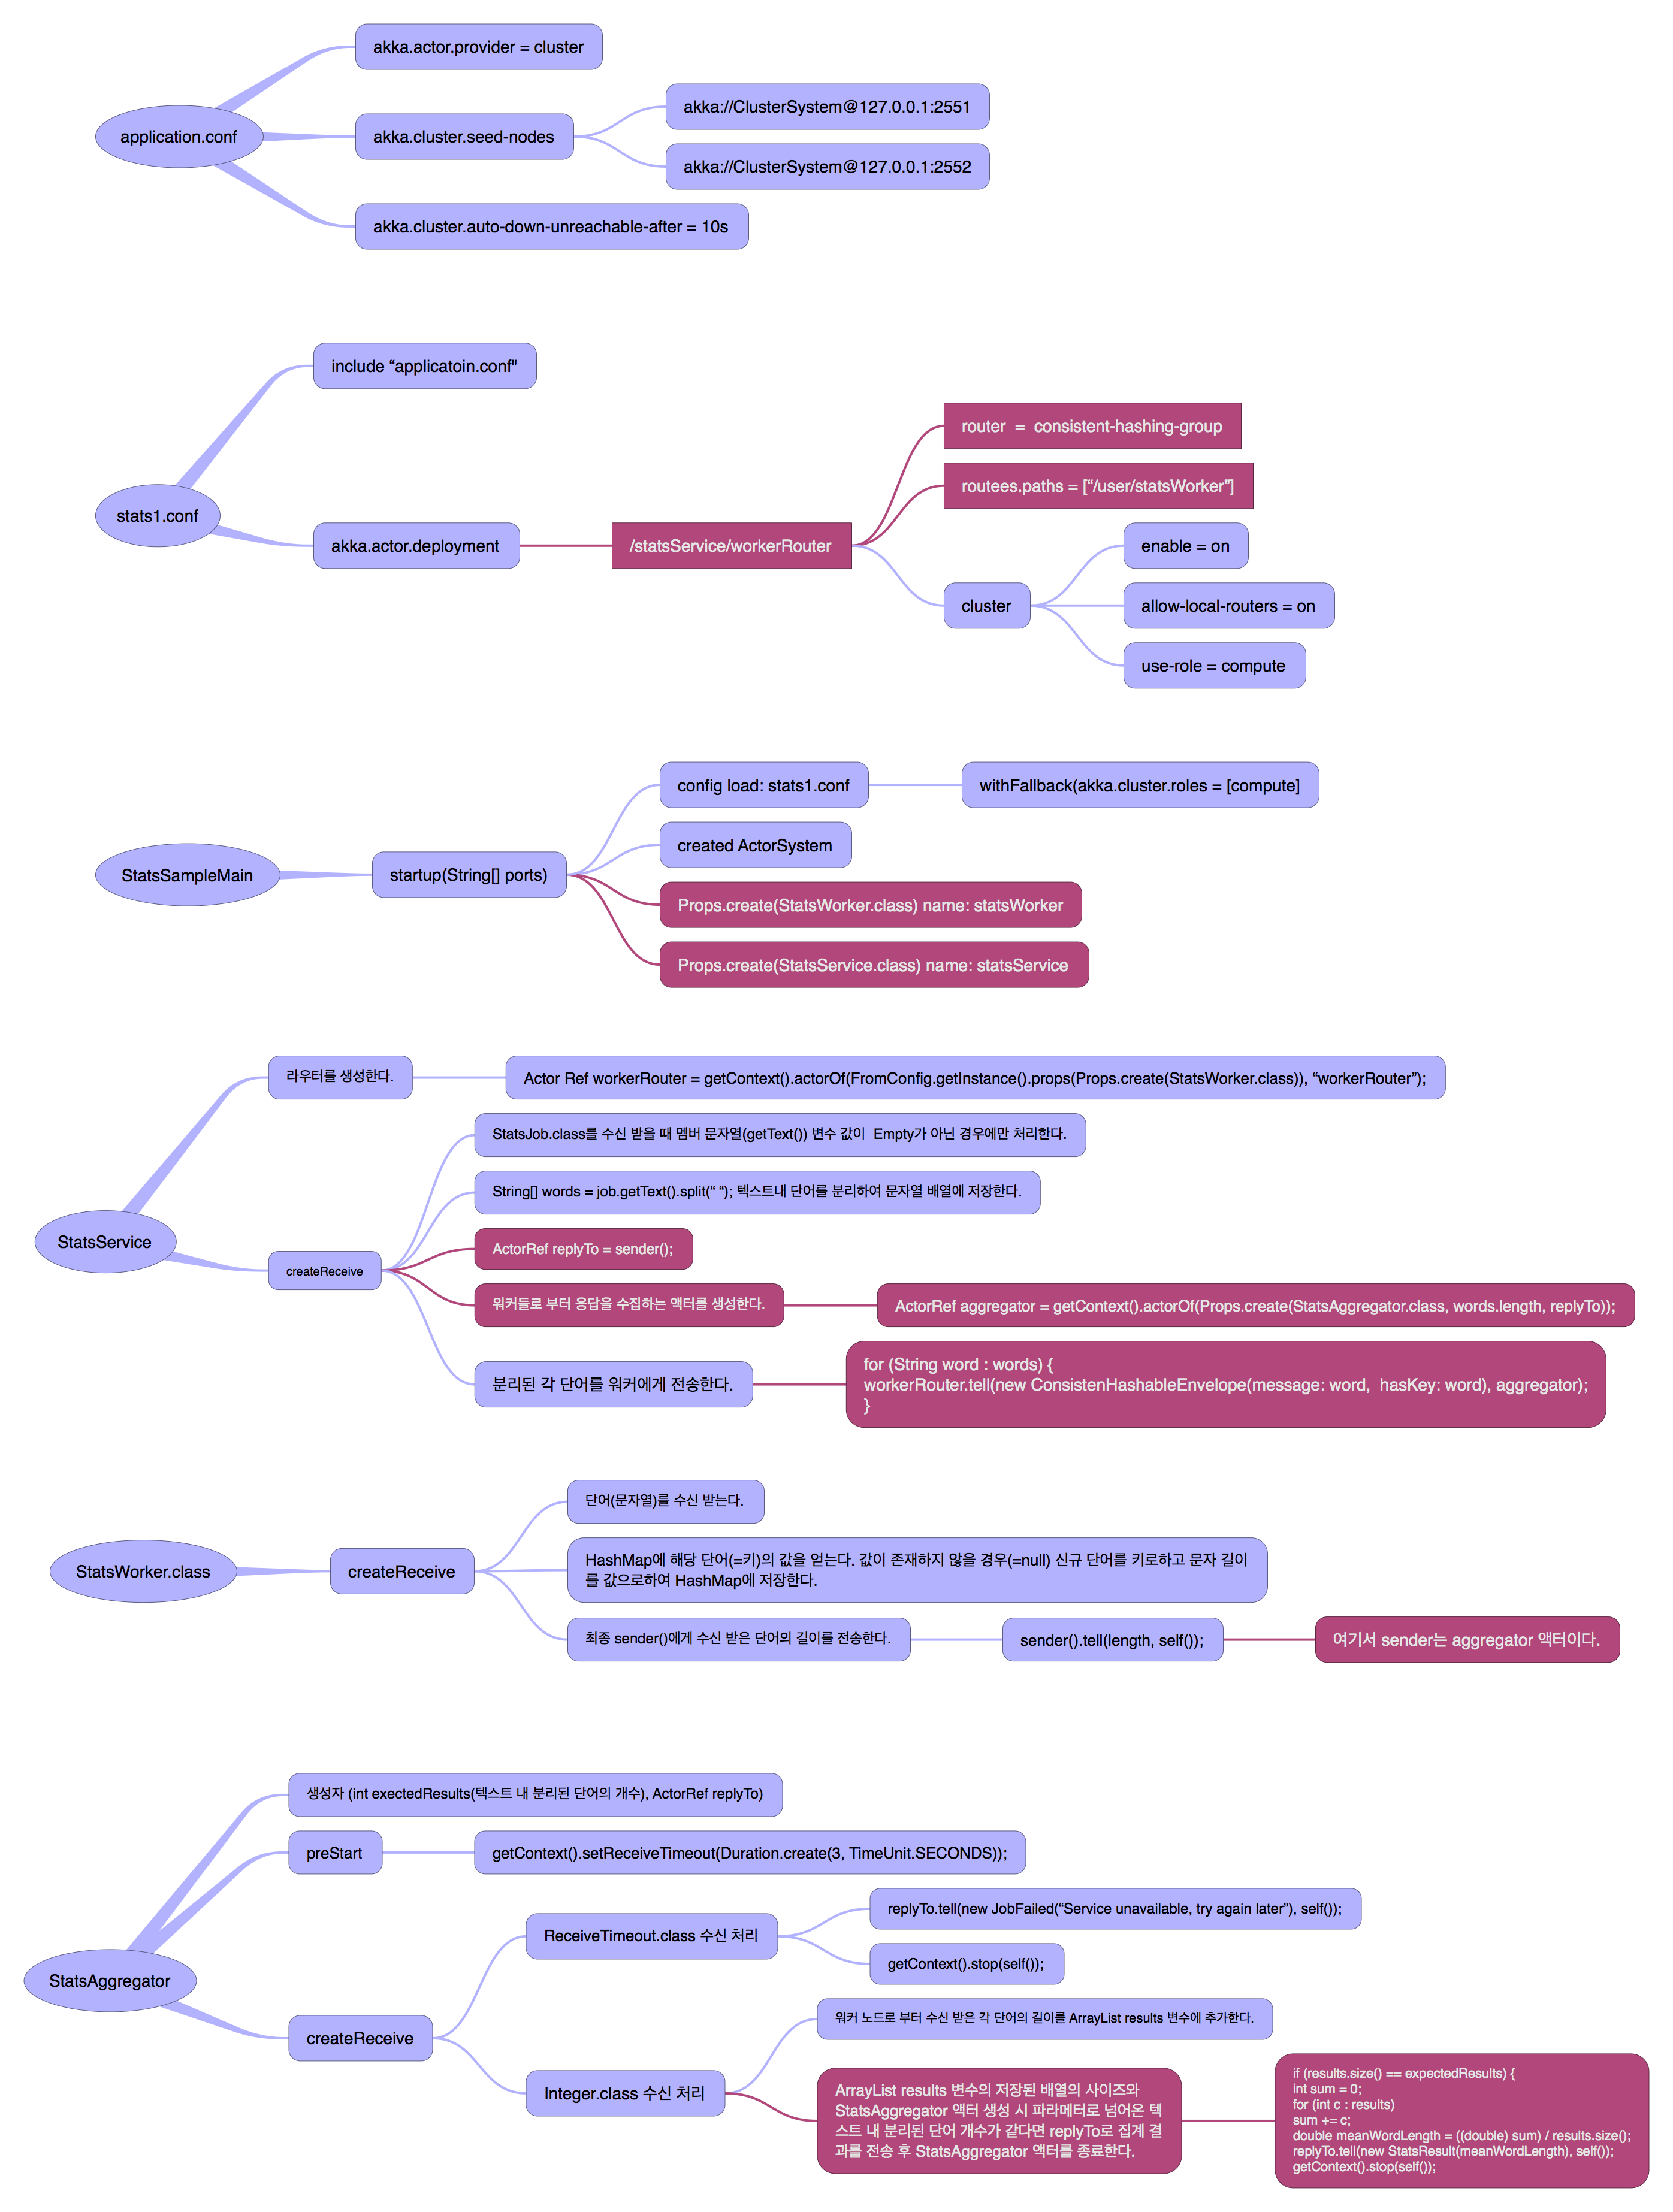 akka.actor.provider = cluster
application.conf
akka.cluster.seed-nodes
akka://ClusterSystem@127.0.0.1:2551
akka://ClusterSystem@127.0.0.1:2552
akka.cluster.auto-down-unreachable-after = 10s
include “applicatoin.conf"
stats1.conf
akka.actor.deployment
/statsService/workerRouter
router = consistent-hashing-group
routees.paths = [“/user/statsWorker”]
cluster
enable = on
allow-local-routers = on
use-role = compute
StatsSampleMain
startup(String[] ports)
config load: stats1.conf
withFallback(akka.cluster.roles = [compute]
created ActorSystem
Props.create(StatsWorker.class) name: statsWorker
Props.create(StatsService.class) name: statsService
StatsService
라우터를 생성한다.
Actor Ref workerRouter = getContext().actorOf(FromConfig.getInstance().props(Props.create(StatsWorker.class)), “workerRouter”);
createReceive
StatsJob.class를 수신 받을 때 멤버 문자열(getText()) 변수 값이 Empty가 아닌 경우에만 처리한다.
String[] words = job.getText().split(“ “); 텍스트내 단어를 분리하여 문자열 배열에 저장한다.
ActorRef replyTo = sender();
워커들로 부터 응답을 수집하는 액터를 생성한다.
ActorRef aggregator = getContext().actorOf(Props.create(StatsAggregator.class, words.length, replyTo));
분리된 각 단어를 워커에게 전송한다.
for (String word : words) {
workerRouter.tell(new ConsistenHashableEnvelope(message: word, hasKey: word), aggregator);
}
StatsWorker.class
createReceive
단어(문자열)를 수신 받는다.
HashMap에 해당 단어(=키)의 값을 얻는다. 값이 존재하지 않을 경우(=null) 신규 단어를 키로하고 문자 길이
를 값으로하여 HashMap에 저장한다.
최종 sender()에게 수신 받은 단어의 길이를 전송한다.
sender().tell(length, self());
여기서 sender는 aggregator 액터이다.
StatsAggregator
생성자 (int exectedResults(텍스트 내 분리된 단어의 개수), ActorRef replyTo)
preStart
getContext().setReceiveTimeout(Duration.create(3, TimeUnit.SECONDS));
createReceive
ReceiveTimeout.class 수신 처리
replyTo.tell(new JobFailed(“Service unavailable, try again later”), self());
getContext().stop(self());
Integer.class 수신 처리
워커 노드로 부터 수신 받은 각 단어의 길이를 ArrayList results 변수에 추가한다.
ArrayList results 변수의 저장된 배열의 사이즈와
StatsAggregator 액터 생성 시 파라메터로 넘어온 텍
스트 내 분리된 단어 개수가 같다면 replyTo로 집계 결
과를 전송 후 StatsAggregator 액터를 종료한다.
if (results.size() == expectedResults) {
int sum = 0;
for (int c : results)
sum += c;
double meanWordLength = ((double) sum) / results.size();
replyTo.tell(new StatsResult(meanWordLength), self());
getContext().stop(self());